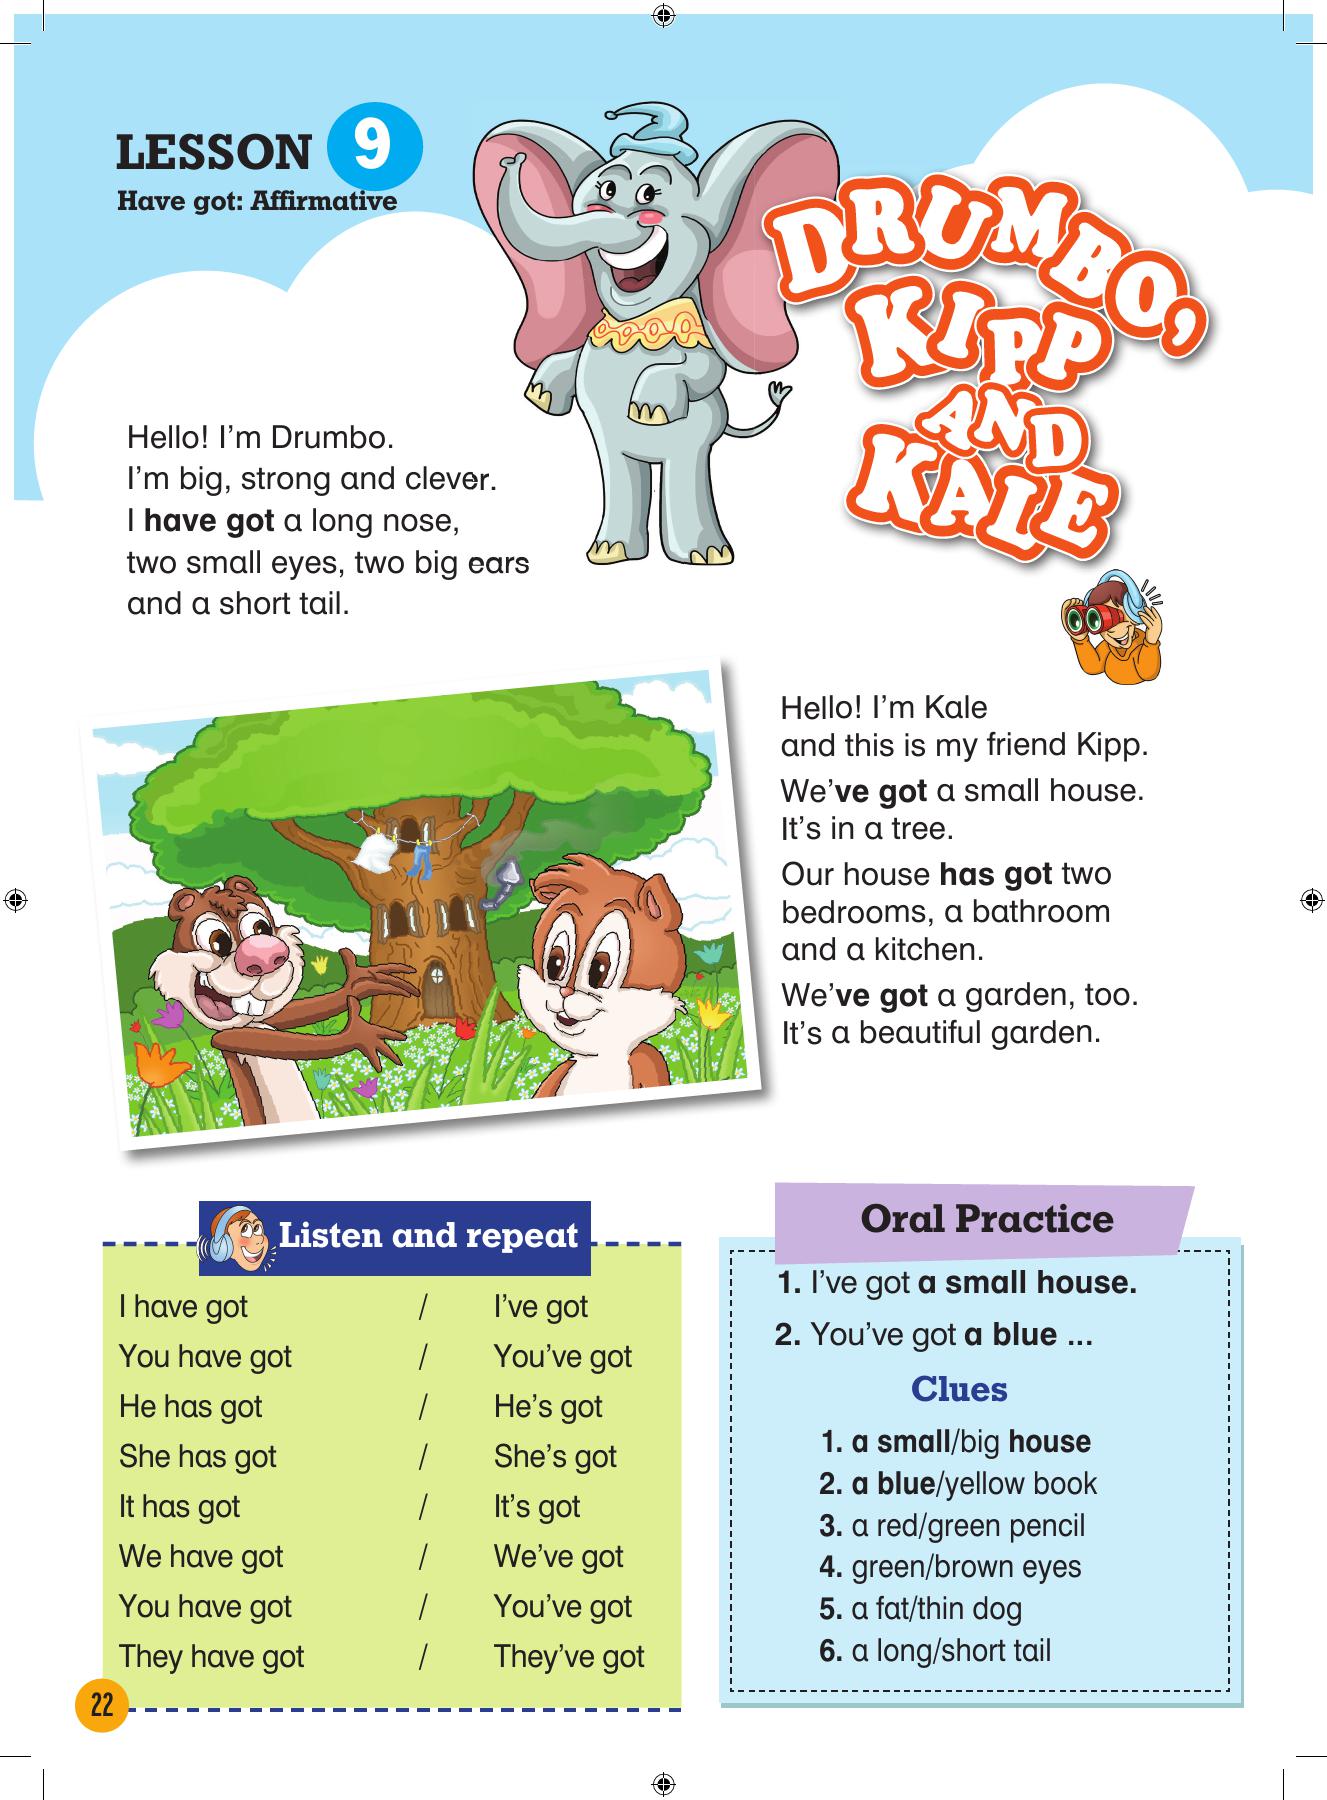 LESSON 9
Have got: Affirmative
DRUMBO,
KIPP
AND
KALE
Hello! I'm Drumbo.
I'm big, strong and clever.
I have got a long nose,
two small eyes, two big ears
and a short tail.
Hello! I'm Kale
and this is my friend Kipp.
We've got a small house.
It's in a tree.
Our house has got two
bedrooms, a bathroom
and a kitchen.
We've got a garden, too.
It's a beautiful garden.
Listen and repeat
I have got / I've got
You have got / You've got
He has got / He's got
She has got / She's got
It has got / It's got
We have got / We've got
You have got / You've got
They have got / They've got
Oral Practice
1. I've got a small house.
2. You've got a blue ...
Clues
1. a small/big house
2. a blue/yellow book
3. a red/green pencil
4. green/brown eyes
5. a fat/thin dog
6. a long/short tail
22